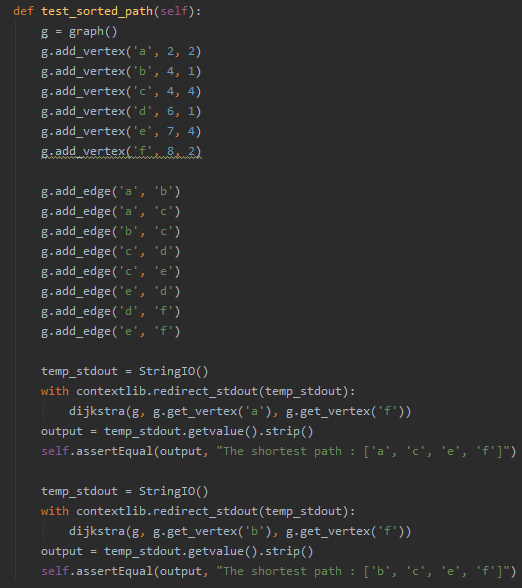 def test_sorted_path(self):
    g = graph()
    g.add_vertex('a', 2, 2)
    g.add_vertex('b', 4, 1)
    g.add_vertex('c', 4, 4)
    g.add_vertex('d', 6, 1)
    g.add_vertex('e', 7, 4)
    g.add_vertex('f', 8, 2)

    g.add_edge('a', 'b')
    g.add_edge('a', 'c')
    g.add_edge('b', 'c')
    g.add_edge('c', 'd')
    g.add_edge('c', 'e')
    g.add_edge('e', 'd')
    g.add_edge('d', 'f')
    g.add_edge('e', 'f')

    temp_stdout = StringIO()
    with contextlib.redirect_stdout(temp_stdout):
        dijkstra(g, g.get_vertex('a'), g.get_vertex('f'))
    output = temp_stdout.getvalue().strip()
    self.assertEqual(output, "The shortest path : ['a', 'c', 'e', 'f']")

    temp_stdout = StringIO()
    with contextlib.redirect_stdout(temp_stdout):
        dijkstra(g, g.get_vertex('b'), g.get_vertex('f'))
    output = temp_stdout.getvalue().strip()
    self.assertEqual(output, "The shortest path : ['b', 'c', 'e', 'f']")